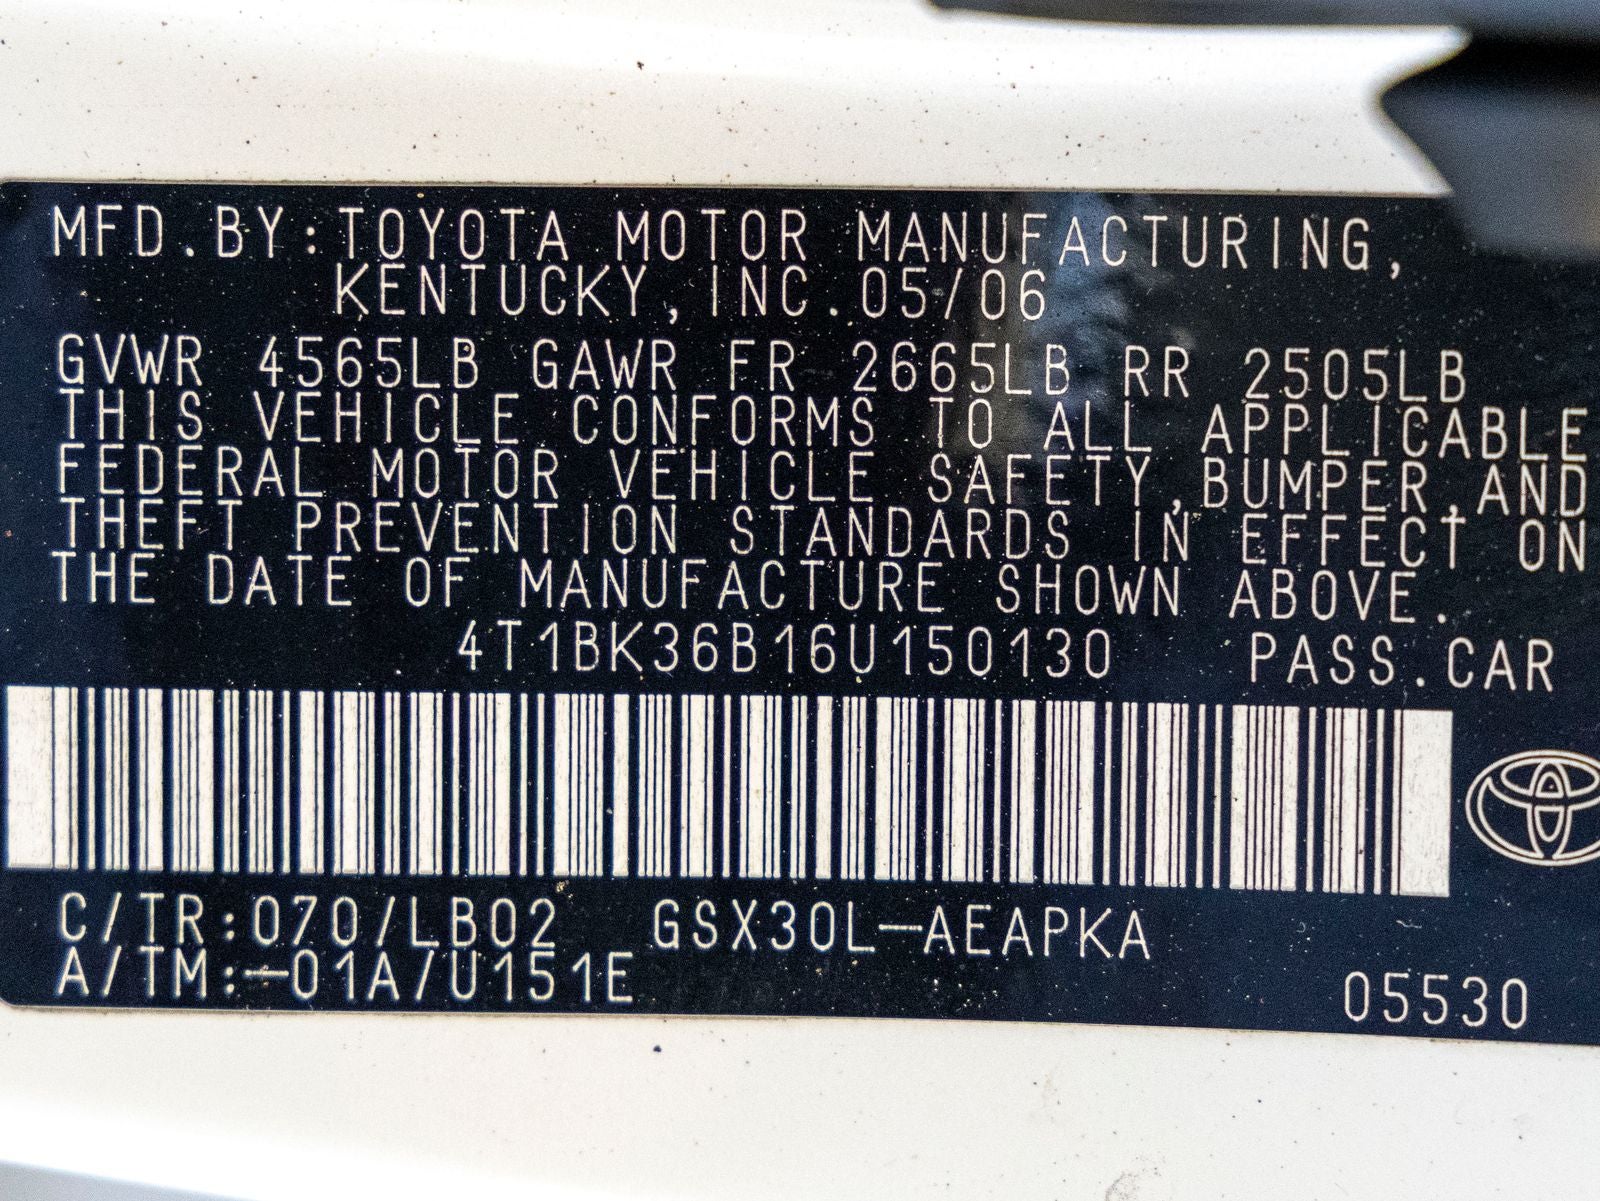 MFD.BY:TOYOTA MOTOR MANUFACTURING,
KENTUCKY,INC.05/06
GVWR 4565LB GAWR FR 2665LB RR 2505LB
THIS VEHICLE CONFORMS TO ALL APPLICABLE
FEDERAL MOTOR VEHICLE SAFETY,BUMPER,AND
THEFT PREVENTION STANDARDS IN EFFECT ON
THE DATE OF MANUFACTURE SHOWN ABOVE.
4T1BK36B16U150130 PASS.CAR
C/TR:070/LB02 GSX30L-AEAPKA
A/TM:-01A/U151E
05530